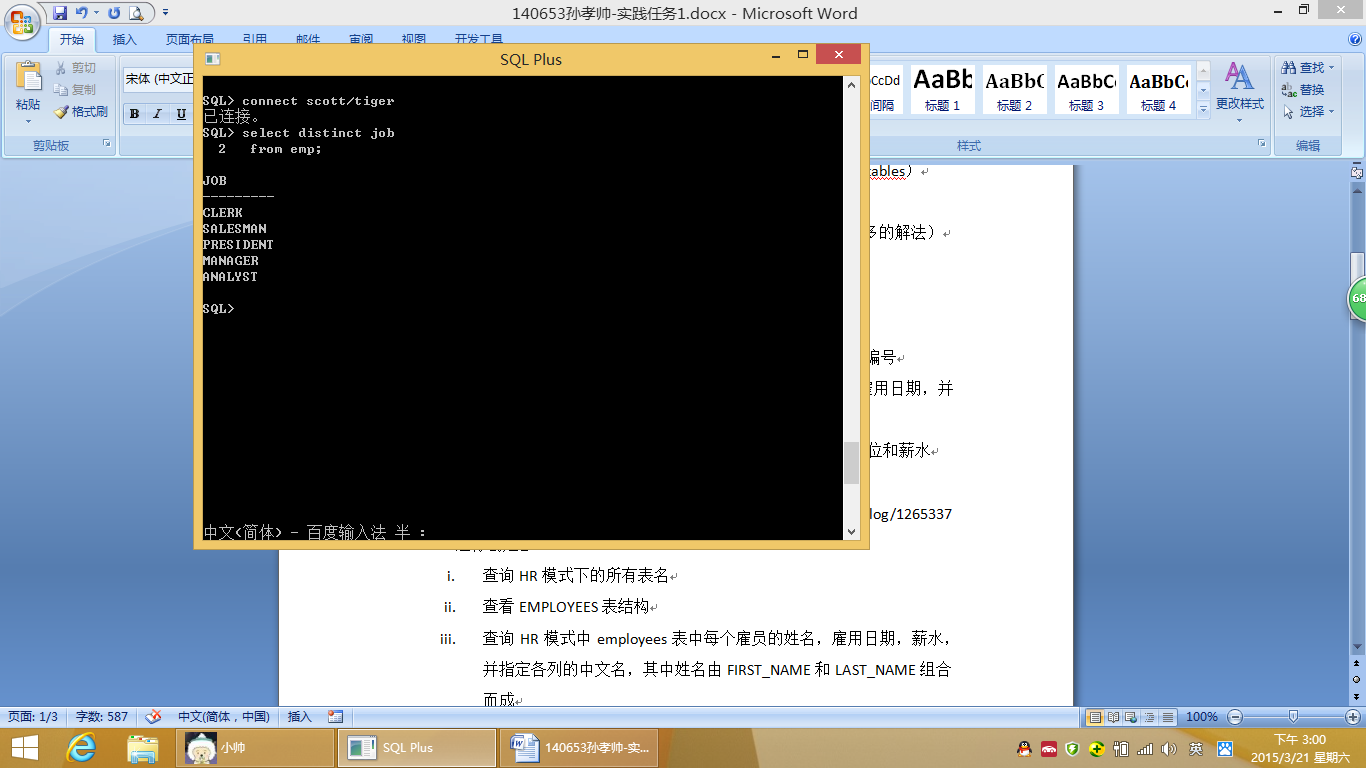 140653孙孝帅-实践任务1.docx - Microsoft Word
开始 插入 页面布局 引用 邮件 审阅 视图 开发工具
剪切
复制
格式刷
粘贴
剪贴板
宋体 (中文正
B I U
CcDd AaBb AaBbC AaBbC AaBbC
间隔 标题 1 标题 2 标题 3 标题 4
更改样式
样式
查找
替换
选择
编辑
SQL Plus
SQL> connect scott/tiger
已连接。
SQL> select distinct job
2 from emp;
JOB
---------
CLERK
SALESMAN
PRESIDENT
MANAGER
ANALYST
SQL>
中文(简体) - 百度输入法 半 :
tables）
多的解法）
编号
雇用日期，并
位和薪水
log/1265337
i. 查询 HR 模式下的所有表名
ii. 查看 EMPLOYEES 表结构
iii. 查询 HR 模式中 employees 表中每个雇员的姓名，雇用日期，薪水，
并指定各列的中文名，其中姓名由 FIRST_NAME 和 LAST_NAME 组合
而成
68
页面: 1/3 字数: 587 中文(简体，中国) 插入 100%
小帅 SQL Plus 140653孙孝帅-实... 英
下午 3:00
2015/3/21 星期六